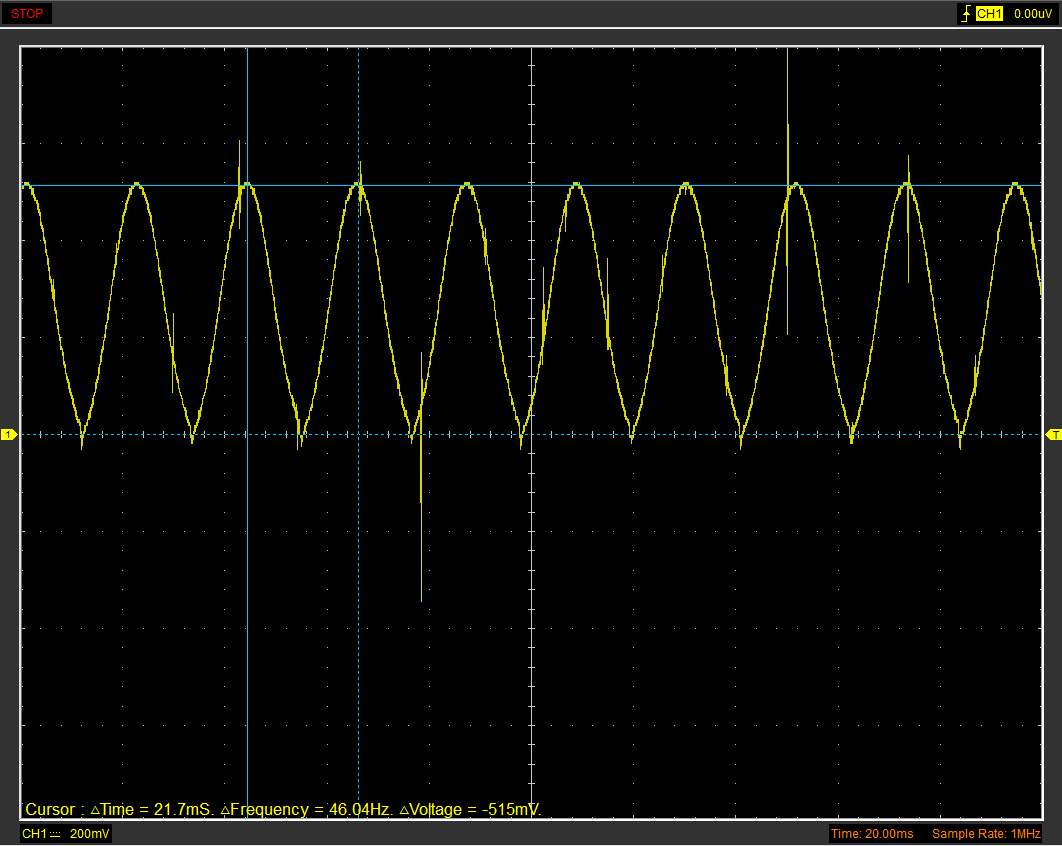 STOP
CH1 0.00uV
1
T
Cursor : △Time = 21.7mS. △Frequency = 46.04Hz. △Voltage = -515mV.
CH1 200mV
Time: 20.00ms Sample Rate: 1MHz